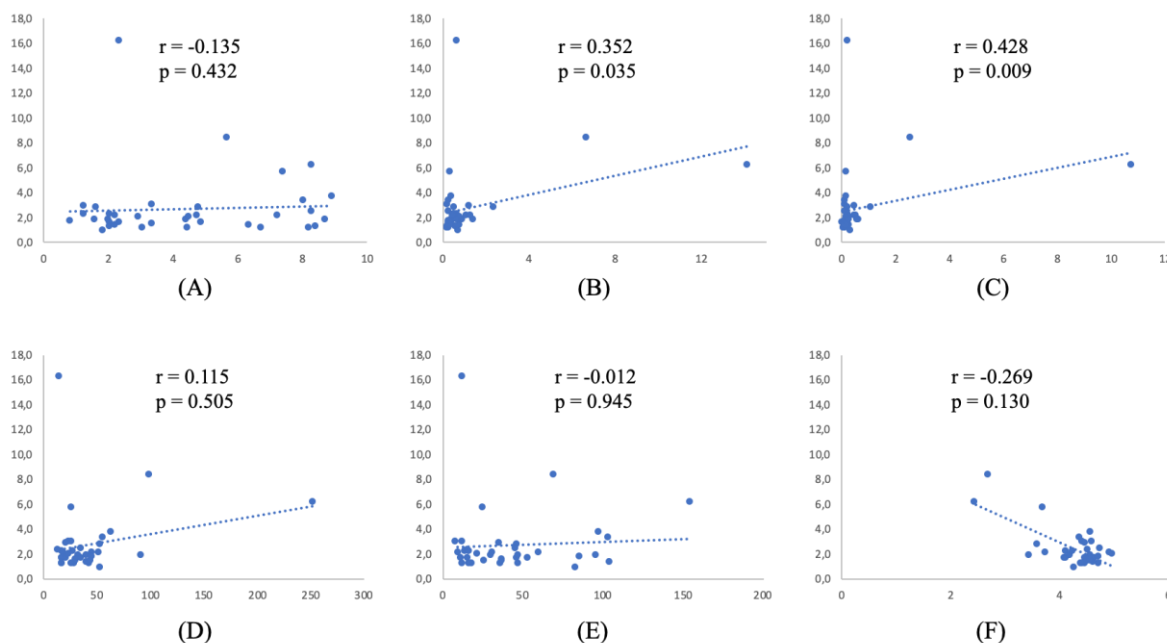 18,0
16,0
14,0
12,0
10,0
8,0
6,0
4,0
2,0
0,0
0 2 4 6 8 10
r = -0.135
p = 0.432
(A)
18,0
16,0
14,0
12,0
10,0
8,0
6,0
4,0
2,0
0,0
0 4 8 12
r = 0.352
p = 0.035
(B)
18,0
16,0
14,0
12,0
10,0
8,0
6,0
4,0
2,0
0,0
0 2 4 6 8 10 12
r = 0.428
p = 0.009
(C)
18,0
16,0
14,0
12,0
10,0
8,0
6,0
4,0
2,0
0,0
0 50 100 150 200 250 300
r = 0.115
p = 0.505
(D)
18,0
16,0
14,0
12,0
10,0
8,0
6,0
4,0
2,0
0,0
0 50 100 150 200
r = -0.012
p = 0.945
(E)
18,0
16,0
14,0
12,0
10,0
8,0
6,0
4,0
2,0
0,0
0 2 4 6
r = -0.269
p = 0.130
(F)